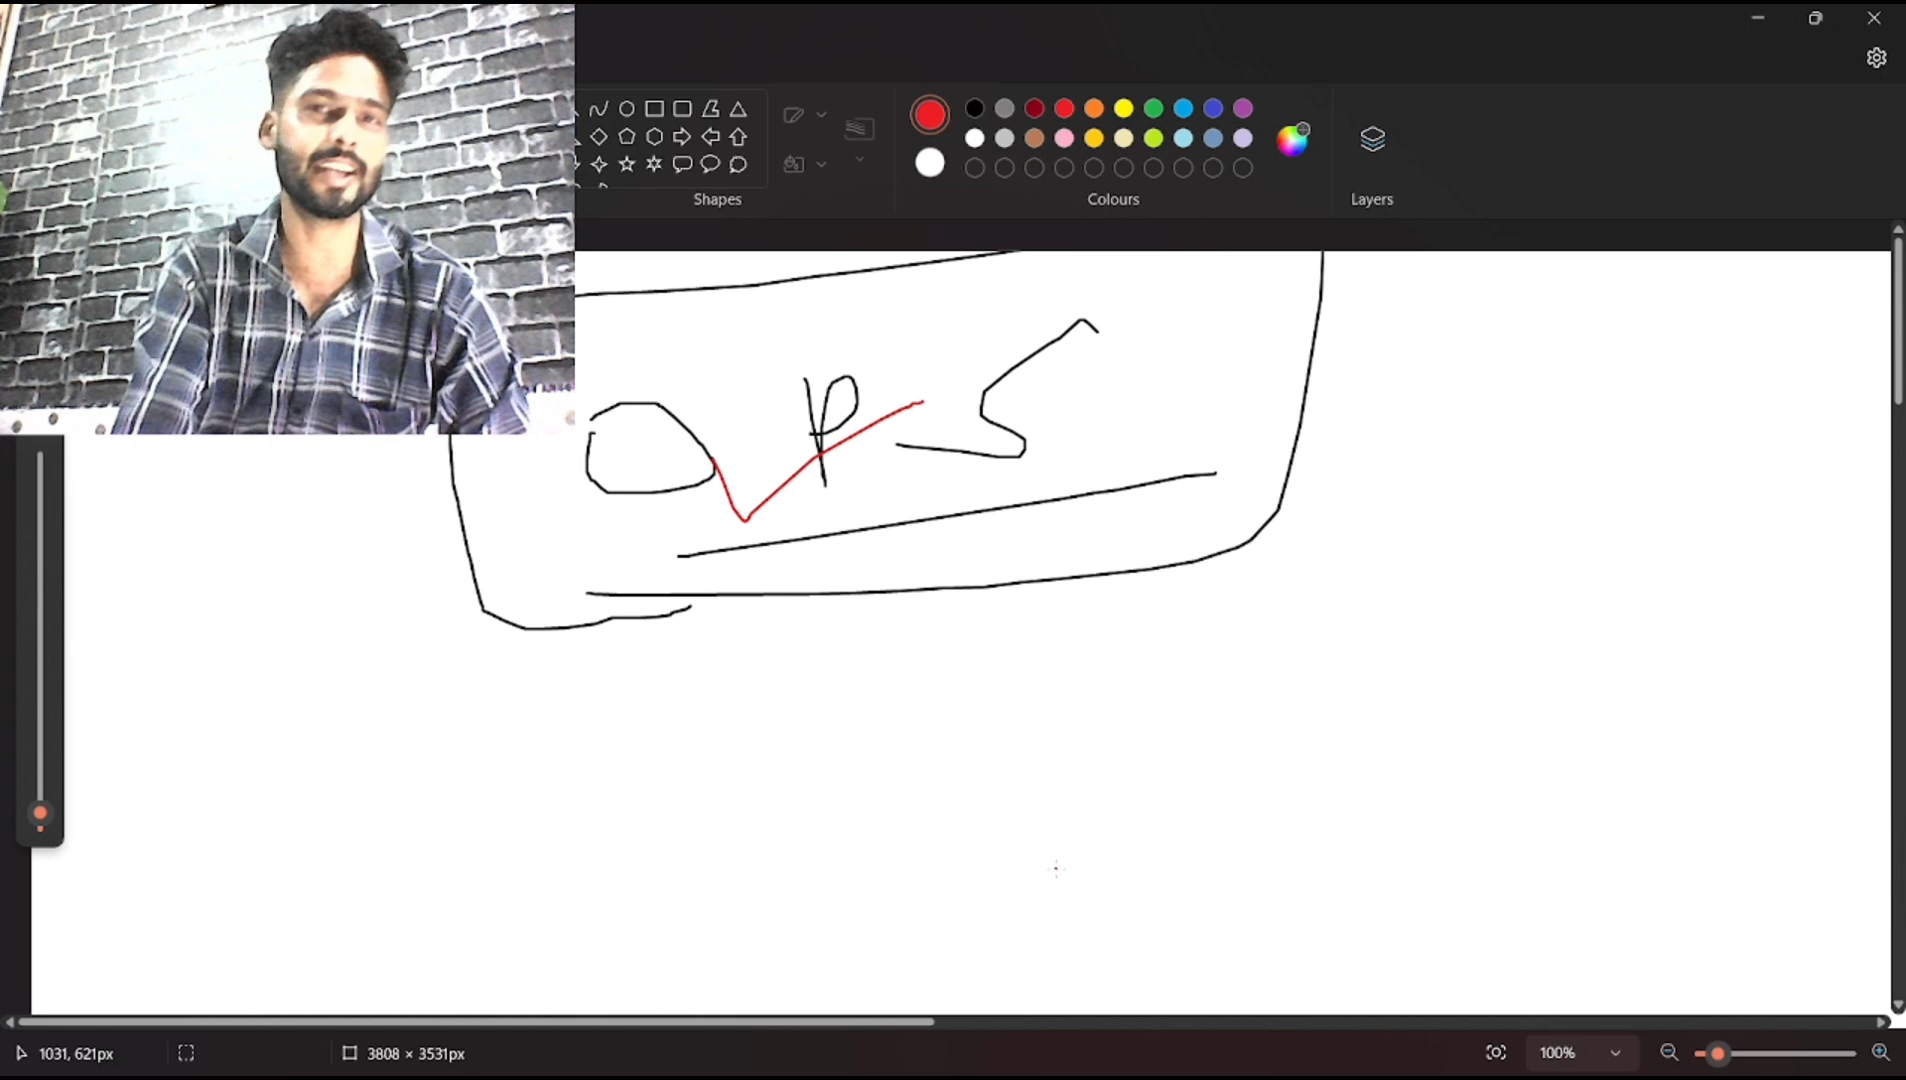 Shapes
Colours
Layers
OPS
1031, 621px
3808 × 3531px
100%